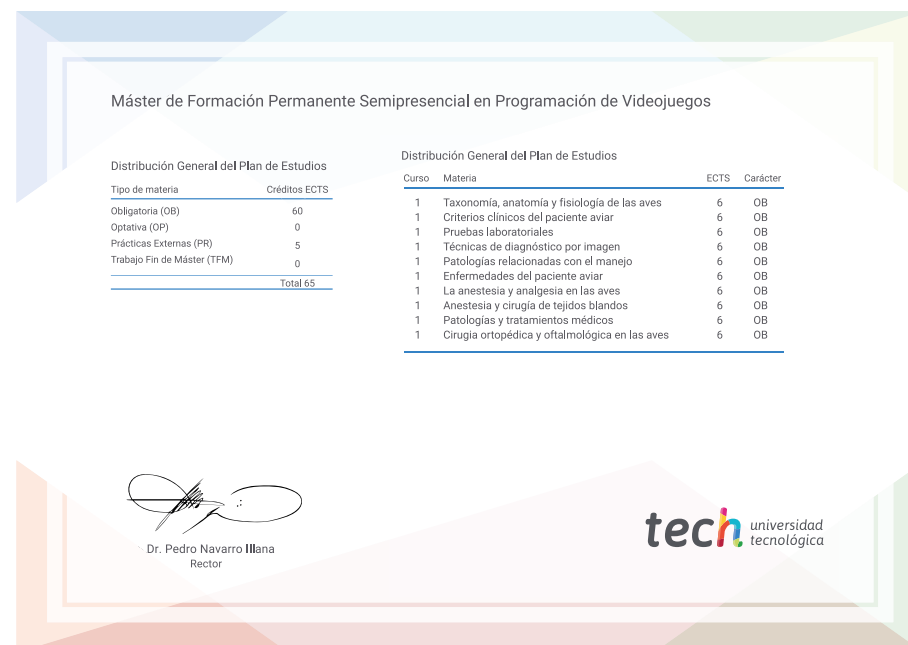 Máster de Formación Permanente Semipresencial en Programación de Videojuegos
Distribución General del Plan de Estudios
Tipo de materia Créditos ECTS
Obligatoria (OB) 60
Optativa (OP) 0
Prácticas Externas (PR) 5
Trabajo Fin de Máster (TFM) 0
Total 65
Distribución General del Plan de Estudios
Curso Materia ECTS Carácter
1 Taxonomía, anatomía y fisiología de las aves 6 OB
1 Criterios clínicos del paciente aviar 6 OB
1 Pruebas laboratoriales 6 OB
1 Técnicas de diagnóstico por imagen 6 OB
1 Patologías relacionadas con el manejo 6 OB
1 Enfermedades del paciente aviar 6 OB
1 La anestesia y analgesia en las aves 6 OB
1 Anestesia y cirugía de tejidos blandos 6 OB
1 Patologías y tratamientos médicos 6 OB
1 Cirugia ortopédica y oftalmológica en las aves 6 OB
Dr. Pedro Navarro Illana
Rector
tech universidad
tecnológica